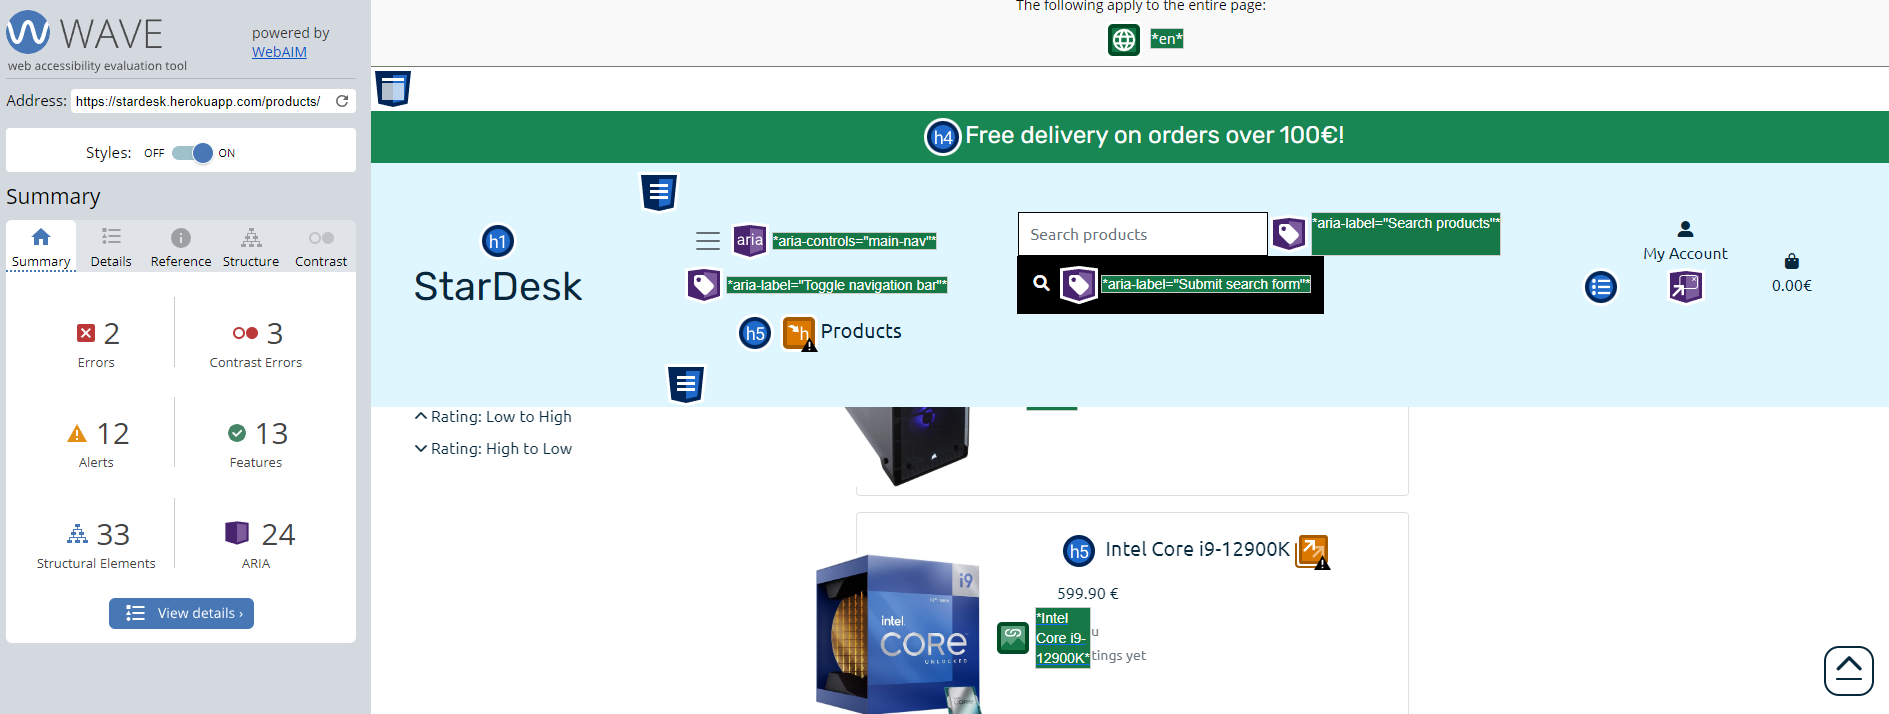 WAVE
powered by
WebAIM
web accessibility evaluation tool
Address: https://stardesk.herokuapp.com/products/
Styles: OFF ON
Summary
Summary Details Reference Structure Contrast
2
Errors
3
Contrast Errors
12
Alerts
13
Features
33
Structural Elements
24
ARIA
View details ›
The following apply to the entire page:
*en*
h4 Free delivery on orders over 100€!
h1
StarDesk
aria *aria-controls="main-nav"*
*aria-label="Toggle navigation bar"*
h5 h Products
Search products *aria-label="Search products"*
*aria-label="Submit search form"*
My Account
0.00€
Rating: Low to High
Rating: High to Low
h5 Intel Core i9-12900K
599.90 €
*Intel
Core i9-
12900K*
u
tings yet
i9
intel.
CORE
UNLOCKED